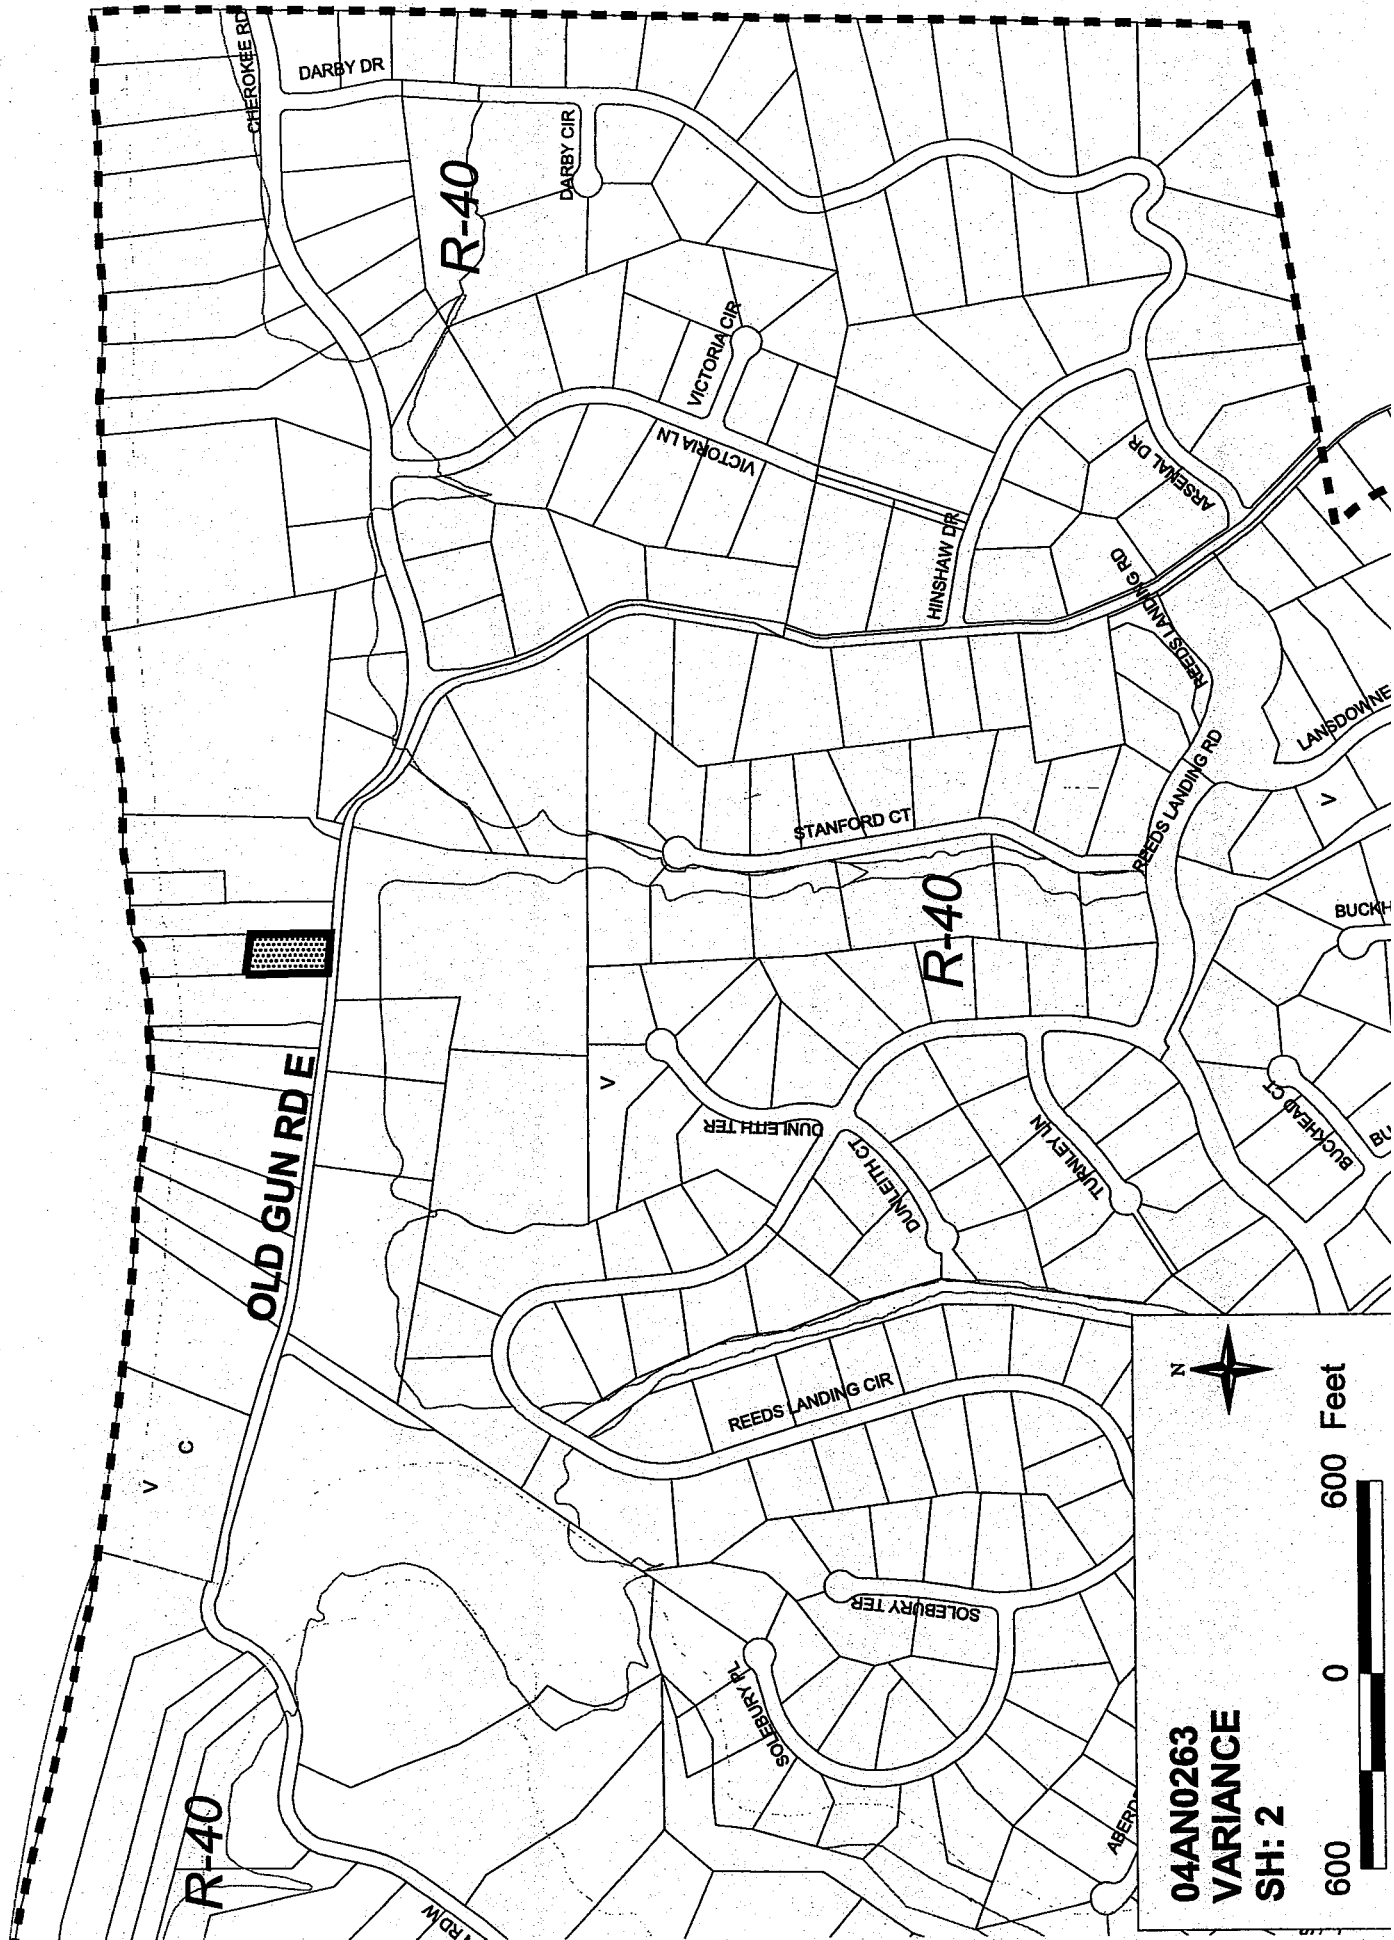 CHEROKEE RD
DARBY DR
R-40
DARBY CIR
VICTORIA CIR
VICTORIA LN
HINSHAW DR
ARSENAL DR
REEDS LANDING RD
REEDS LANDING RD
LANSDOWNE
V
STANFORD CT
R-40
BUCKH
OLD GUN RD E
V
DUNLEITH TER
DUNLEITH CT
TURNLEY LN
BUCKHEAD CT
BU
REEDS LANDING CIR
V
C
SOLEBURY TER
SOLEBURY PL
R-40
RD W
ABERD
04AN0263
VARIANCE
SH: 2
N
600 0 600 Feet